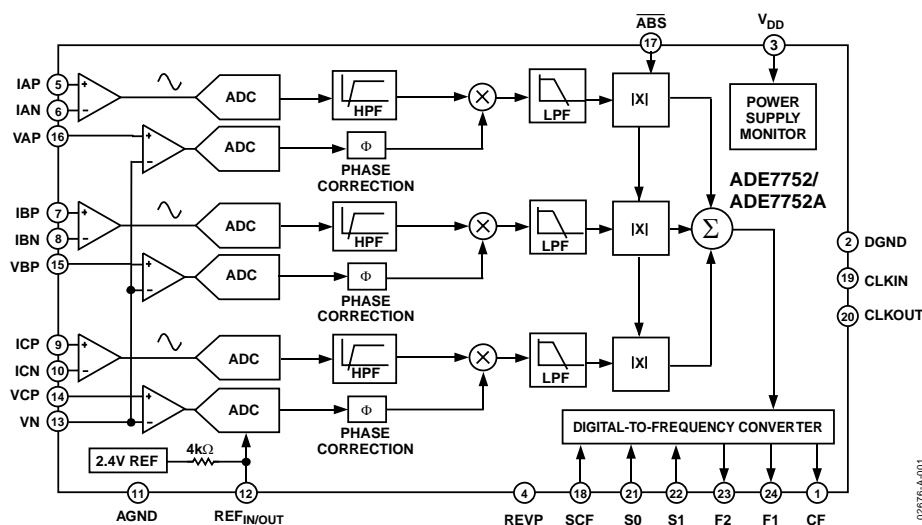 ABS
VDD
17
3
IAP 5 + ADC HPF × LPF |X|
IAN 6 −
POWER
SUPPLY
MONITOR
VAP 16 + − ADC Φ
PHASE
CORRECTION
ADE7752/
ADE7752A
IBP 7 + ADC HPF × LPF |X| Σ
IBN 8 −
2 DGND
VBP 15 + − ADC Φ
19 CLKIN
PHASE
CORRECTION
20 CLKOUT
ICP 9 + ADC HPF × LPF |X|
ICN 10 −
VCP 14 + − ADC Φ
VN 13
PHASE
CORRECTION
DIGITAL-TO-FREQUENCY CONVERTER
2.4V REF 4kΩ
11 12 4 18 21 22 23 24 1
AGND REFIN/OUT REVP SCF S0 S1 F2 F1 CF
02676-A-001